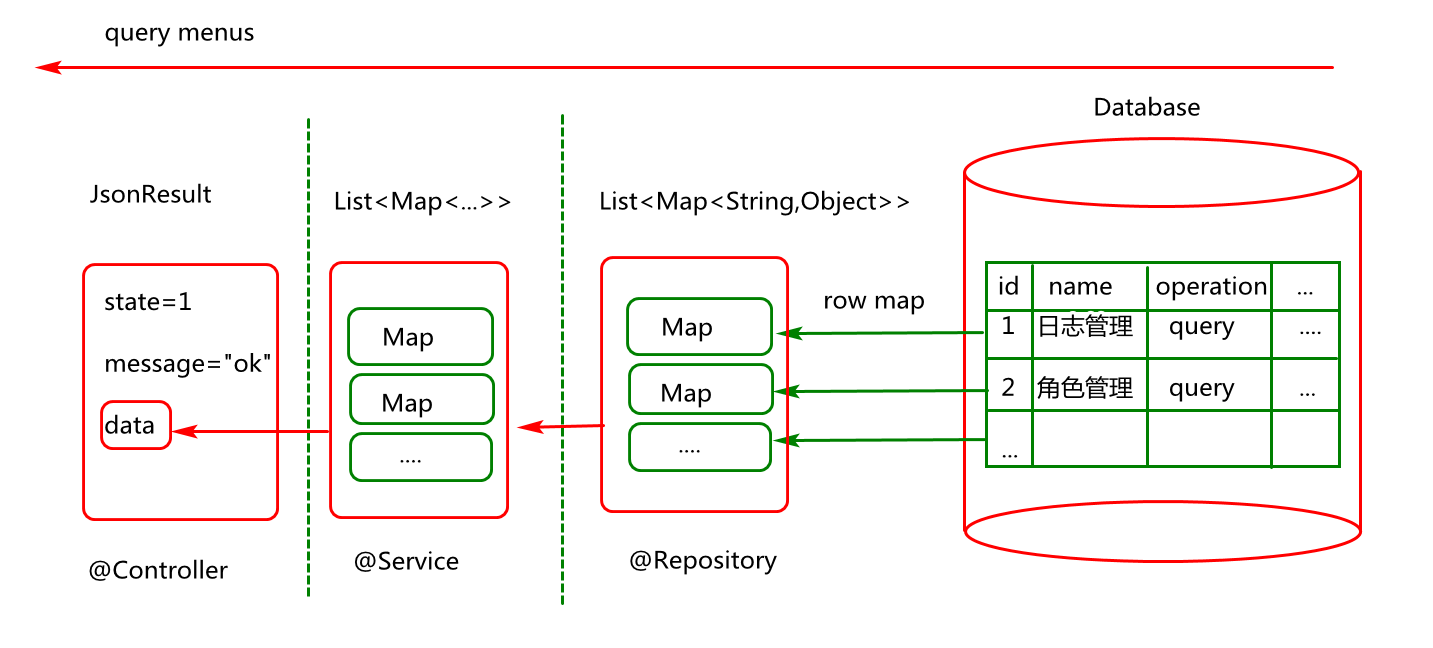 query menus
Database
JsonResult
List<Map<...>>
List<Map<String,Object>>
state=1
message="ok"
data
@Controller
Map
Map
....
@Service
Map
Map
....
@Repository
row map
id name operation ...
1 日志管理 query ....
2 角色管理 query ...
...